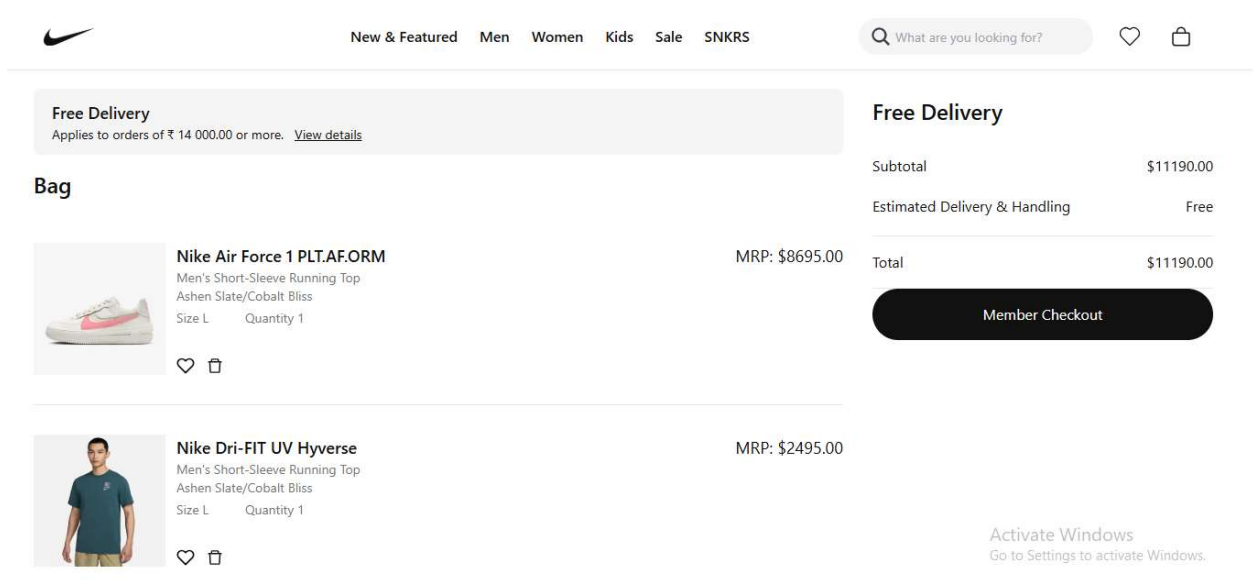 New & Featured Men Women Kids Sale SNKRS
What are you looking for?
Free Delivery
Applies to orders of ₹ 14 000.00 or more. View details
Bag
Nike Air Force 1 PLT.AF.ORM
MRP: $8695.00
Men's Short-Sleeve Running Top
Ashen Slate/Cobalt Bliss
Size L Quantity 1
Nike Dri-FIT UV Hyverse
MRP: $2495.00
Men's Short-Sleeve Running Top
Ashen Slate/Cobalt Bliss
Size L Quantity 1
Free Delivery
Subtotal $11190.00
Estimated Delivery & Handling Free
Total $11190.00
Member Checkout
Activate Windows
Go to Settings to activate Windows.